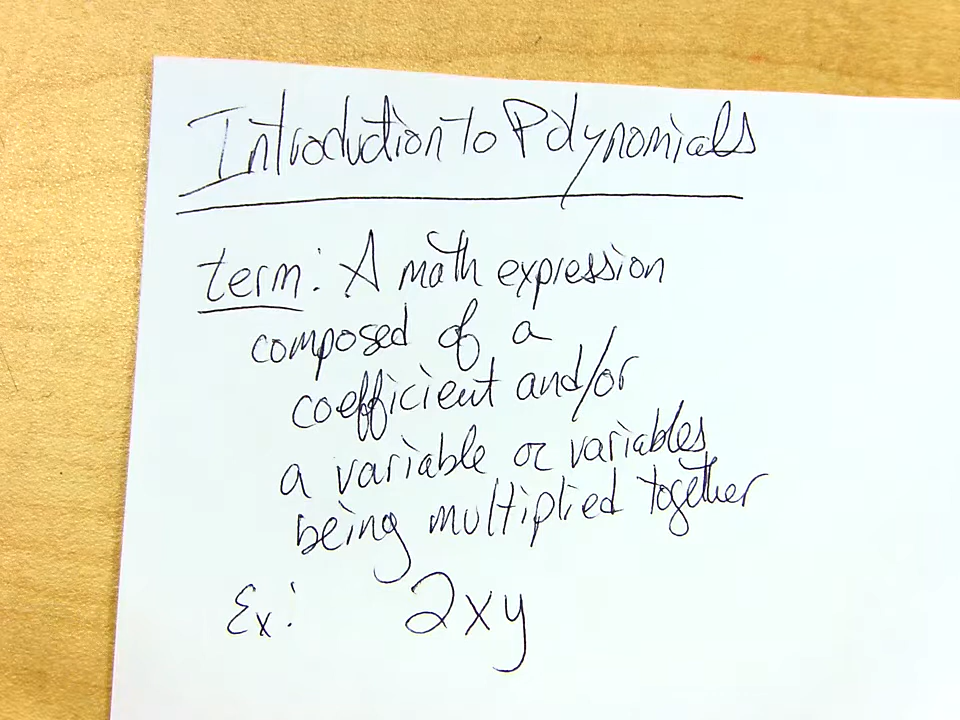 Introduction to Polynomials
term: A math expression
composed of a
coefficient and/or
a variable or variables
being multiplied together
Ex: 2xy